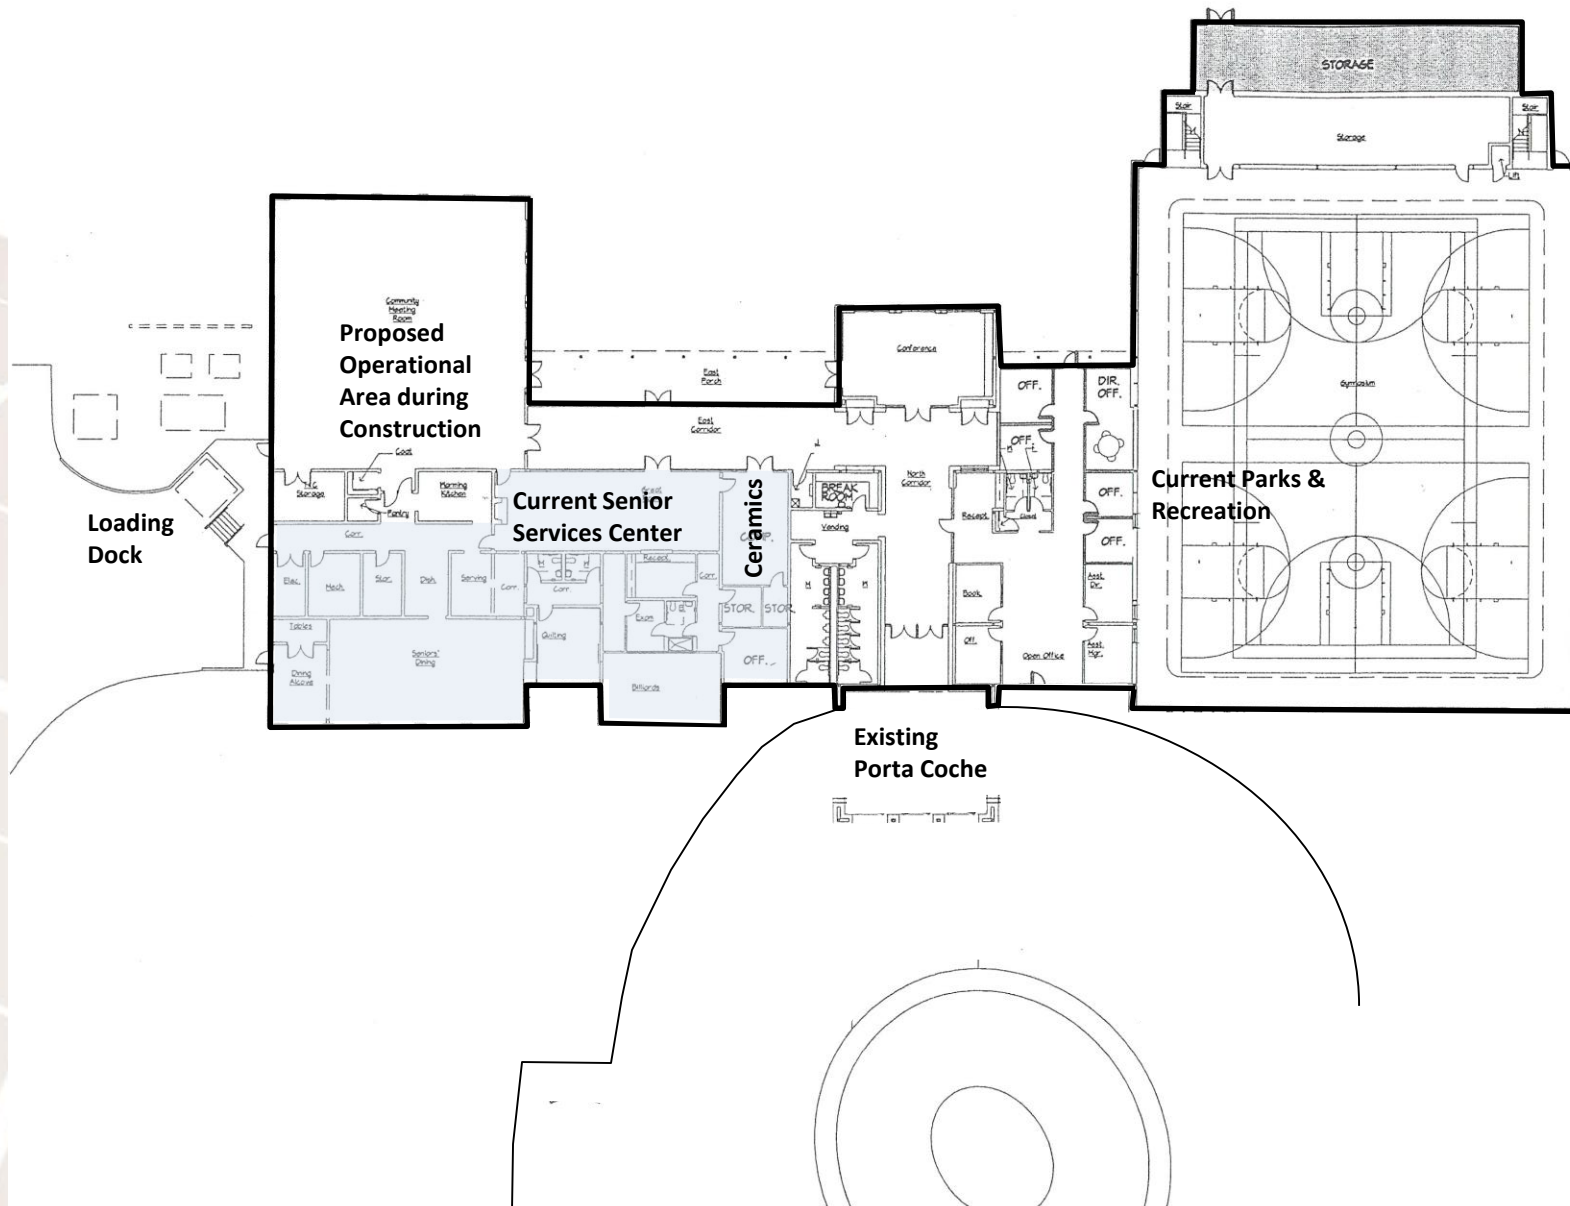 STORAGE
Stair
Stair
Storage
Lift
Community
Meeting
Room
Proposed
Operational
Area during
Construction
Conference
East
Porch
OFF.
DIR.
OFF.
Gymnasium
East
Corridor
Coat
OFF.
North
Corridor
Storage
Morning
Kitchen
Pantry
Current Senior
Services Center
Ceramics
BREAK
ROOM
Vending
Recept.
Closet
OFF.
Current Parks &
Recreation
Loading
Dock
Corr.
OFF.
Elec.
Mech.
Stor.
Dish.
Serving
Corr.
Corr.
Recept.
Corr.
Exam
STOR.
STOR.
M
Book.
Asst.
Dir.
Tables
Seniors'
Dining
Quilting
OFF.
Off.
Open Office
Asst.
Mgr.
Dining
Alcove
Billiards
Existing
Porta Coche